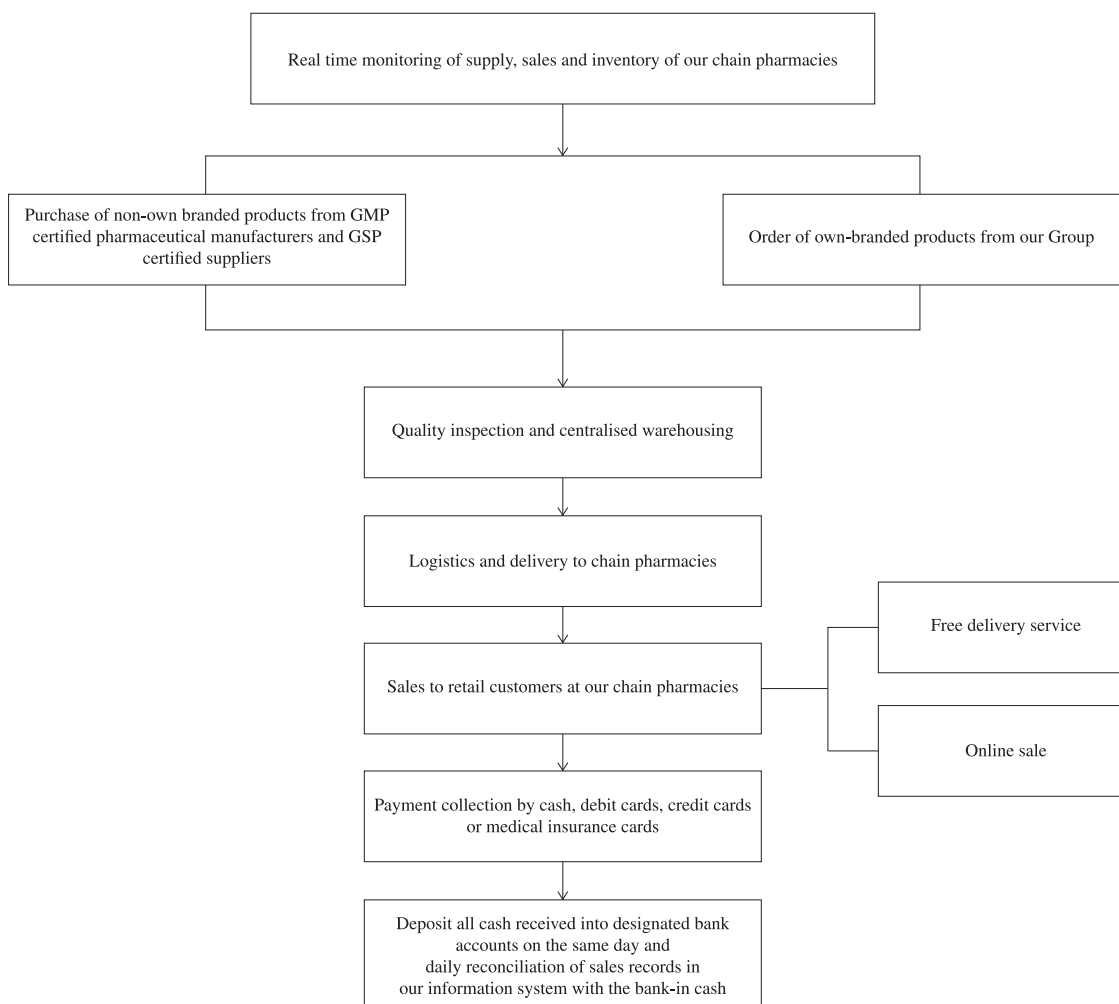 Real time monitoring of supply, sales and inventory of our chain pharmacies
Purchase of non-own branded products from GMP
certified pharmaceutical manufacturers and GSP
certified suppliers
Order of own-branded products from our Group
Quality inspection and centralised warehousing
Logistics and delivery to chain pharmacies
Free delivery service
Sales to retail customers at our chain pharmacies
Online sale
Payment collection by cash, debit cards, credit cards
or medical insurance cards
Deposit all cash received into designated bank
accounts on the same day and
daily reconciliation of sales records in
our information system with the bank-in cash